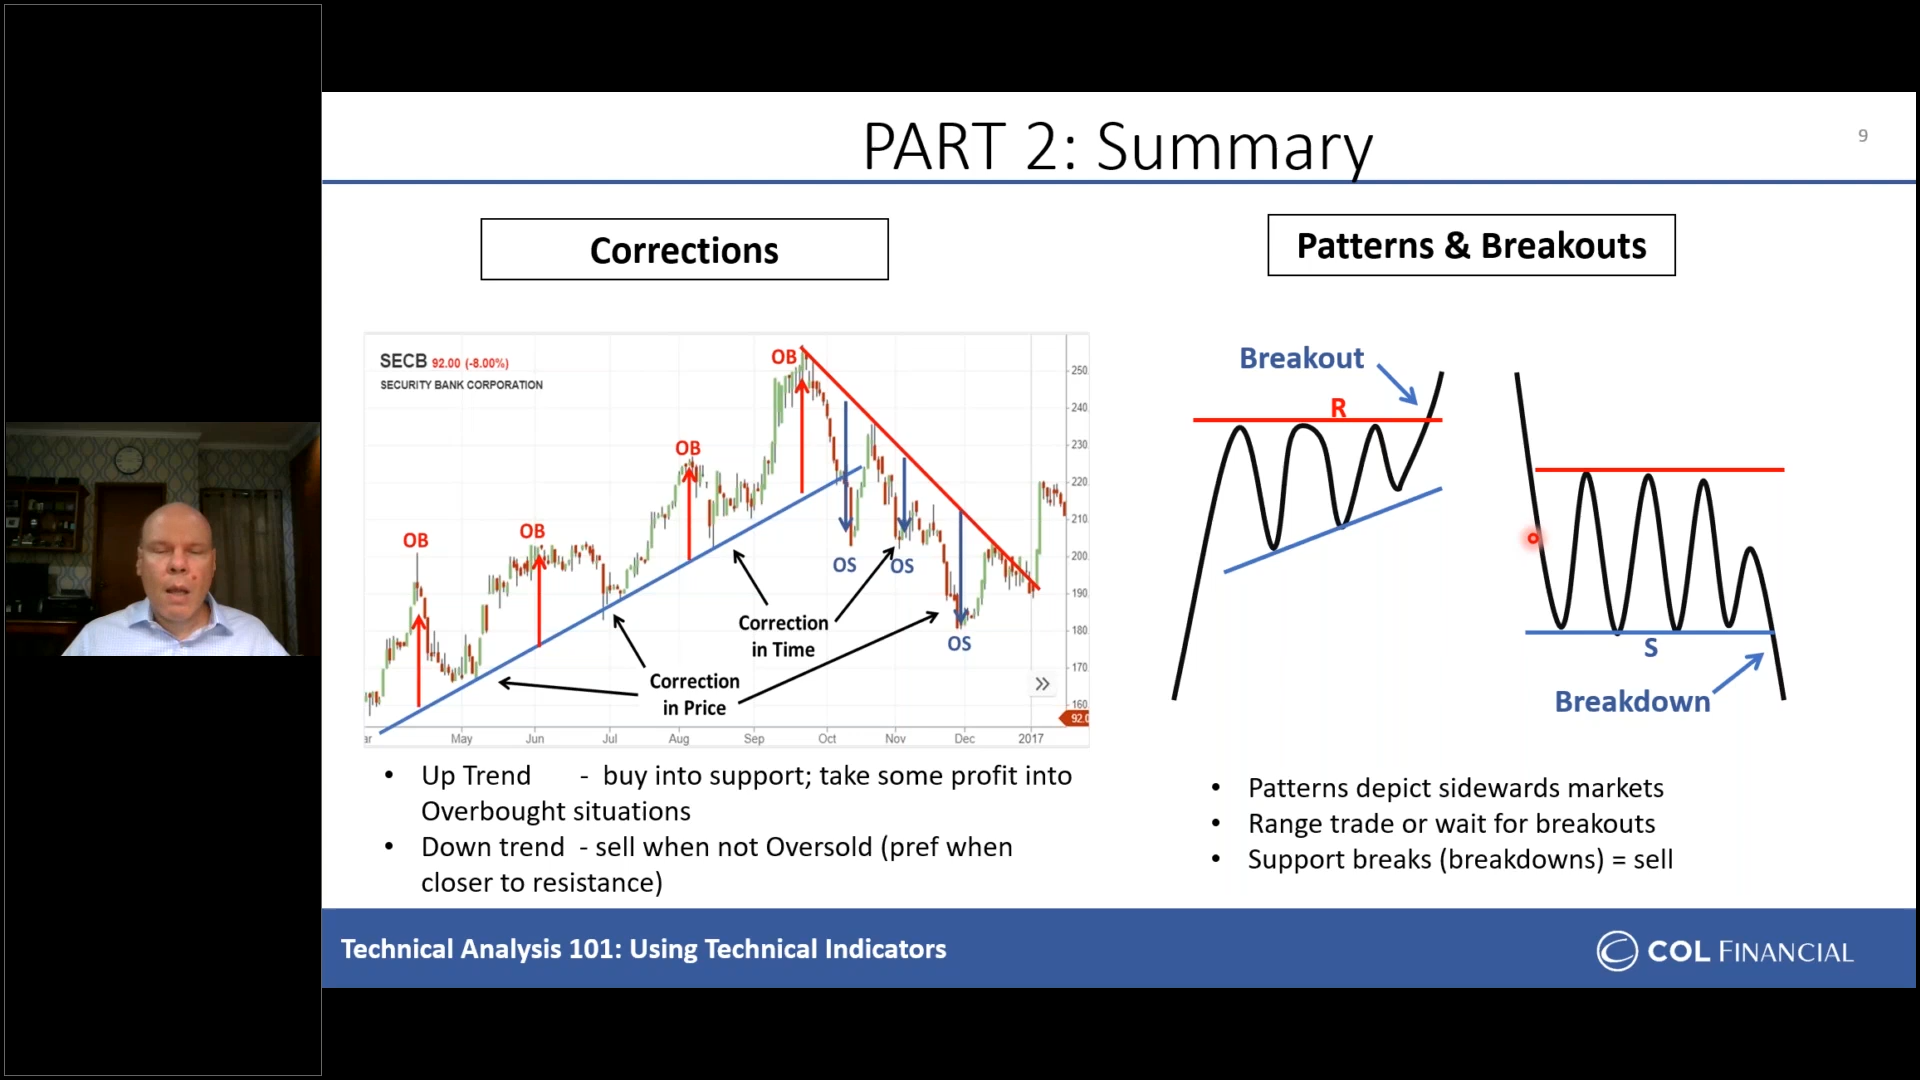 PART 2: Summary
9
Corrections
Patterns & Breakouts
SECB 92.00 (-8.00%)
SECURITY BANK CORPORATION
OB
OB
OB
OB
OS
OS
OS
Correction
in Time
Correction
in Price
250
240
230
220
210
200
190
180
170
160
92.0
ar May Jun Jul Aug Sep Oct Nov Dec 2017
Breakout
R
S
Breakdown
• Up Trend - buy into support; take some profit into
Overbought situations
• Down trend - sell when not Oversold (pref when
closer to resistance)
• Patterns depict sidewards markets
• Range trade or wait for breakouts
• Support breaks (breakdowns) = sell
Technical Analysis 101: Using Technical Indicators
COL FINANCIAL